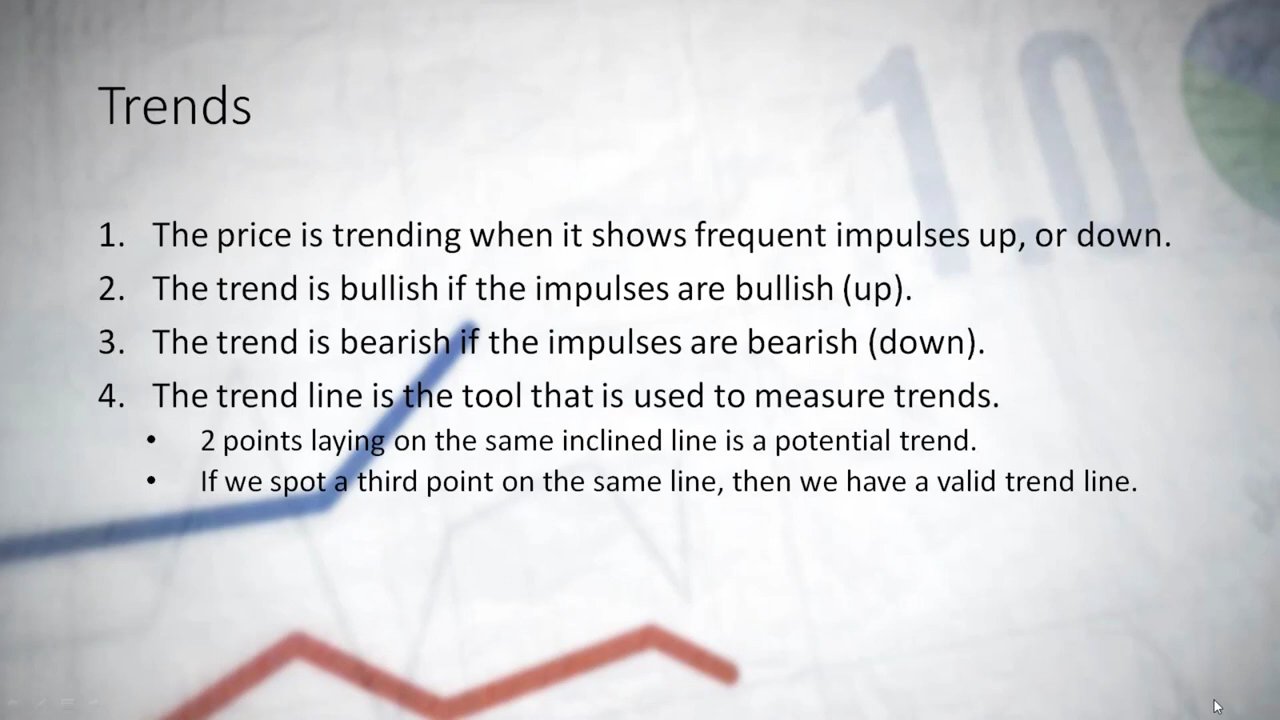 1.0
Trends
1. The price is trending when it shows frequent impulses up, or down.
2. The trend is bullish if the impulses are bullish (up).
3. The trend is bearish if the impulses are bearish (down).
4. The trend line is the tool that is used to measure trends.
• 2 points laying on the same inclined line is a potential trend.
• If we spot a third point on the same line, then we have a valid trend line.